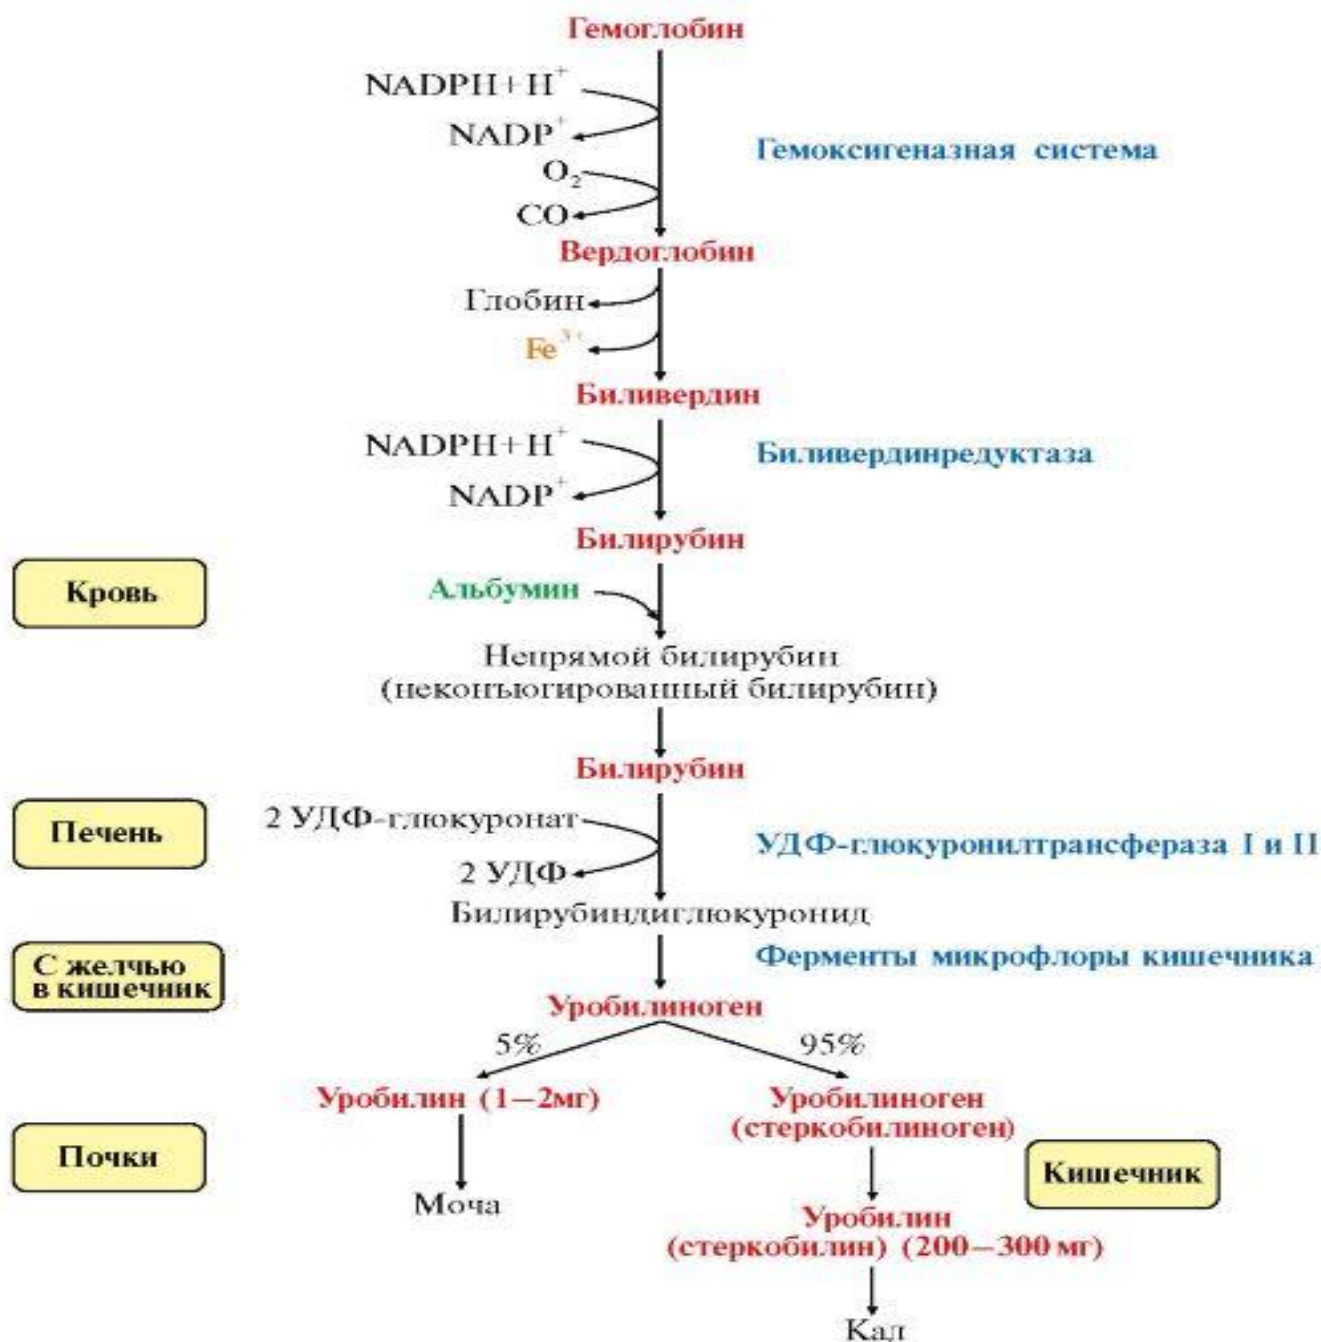 Гемоглобин
NADPH+H⁺
NADP⁺
Гемоксигеназная система
O₂
CO
Вердоглобин
Глобин
Fe³⁺
Биливердин
NADPH+H⁺
Биливердинредуктаза
NADP⁺
Билирубин
Кровь
Альбумин
Непрямой билирубин
(неконъюгированный билирубин)
Билирубин
Печень
2 УДФ-глюкуронат
УДФ-глюкуронилтрансфераза I и II
2 УДФ
Билирубиндиглюкуронид
С желчью
в кишечник
Ферменты микрофлоры кишечника
Уробилиноген
5%
95%
Уробилин (1–2мг)
Уробилиноген
(стеркобилиноген)
Почки
Кишечник
Моча
Уробилин
(стеркобилин) (200–300 мг)
Кал